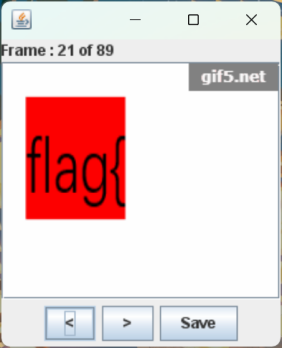 Frame : 21 of 89
gif5.net
flag{
< > Save